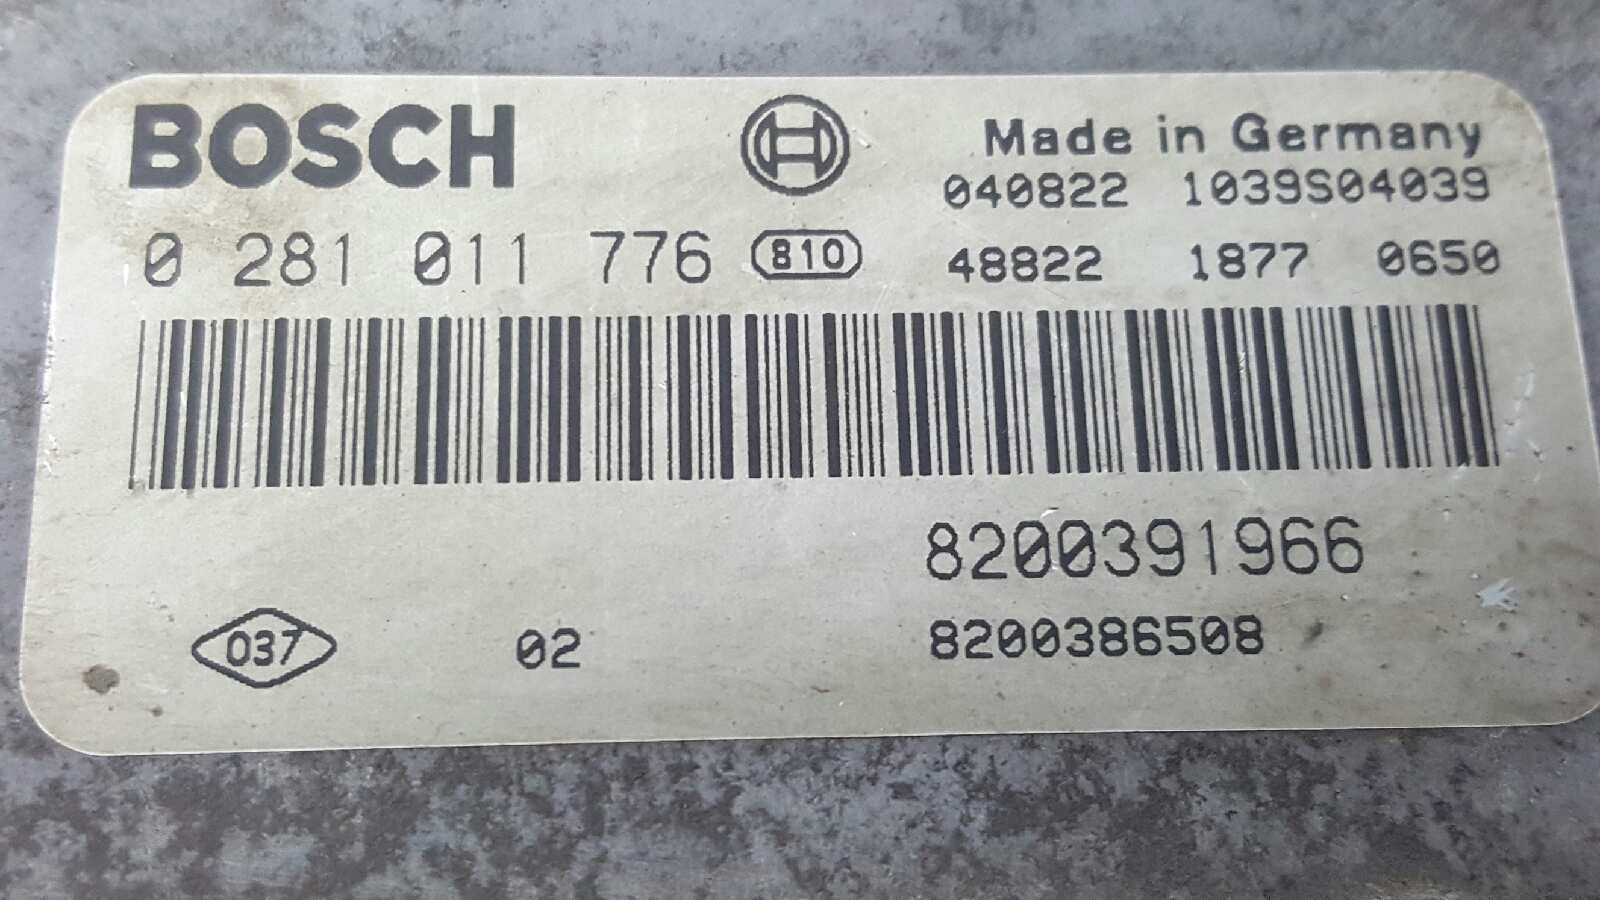 BOSCH
Made in Germany
040822 1039S04039
0 281 011 776 810
48822 1877 0650
8200391966
037 02 8200386508